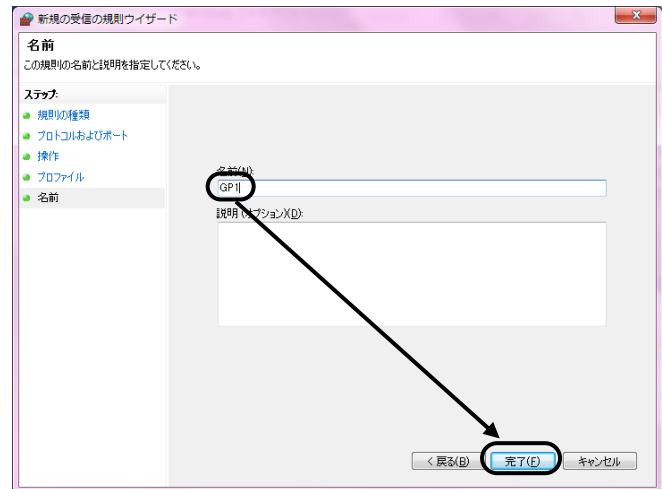 新規の受信の規則ウィザード
名前
この規則の名前と説明を指定してください。
ステップ:
規則の種類
プロトコルおよびポート
操作
プロファイル
名前
名前(N):
GP1
説明 (オプション)(D):
< 戻る(B)
完了(F)
キャンセル